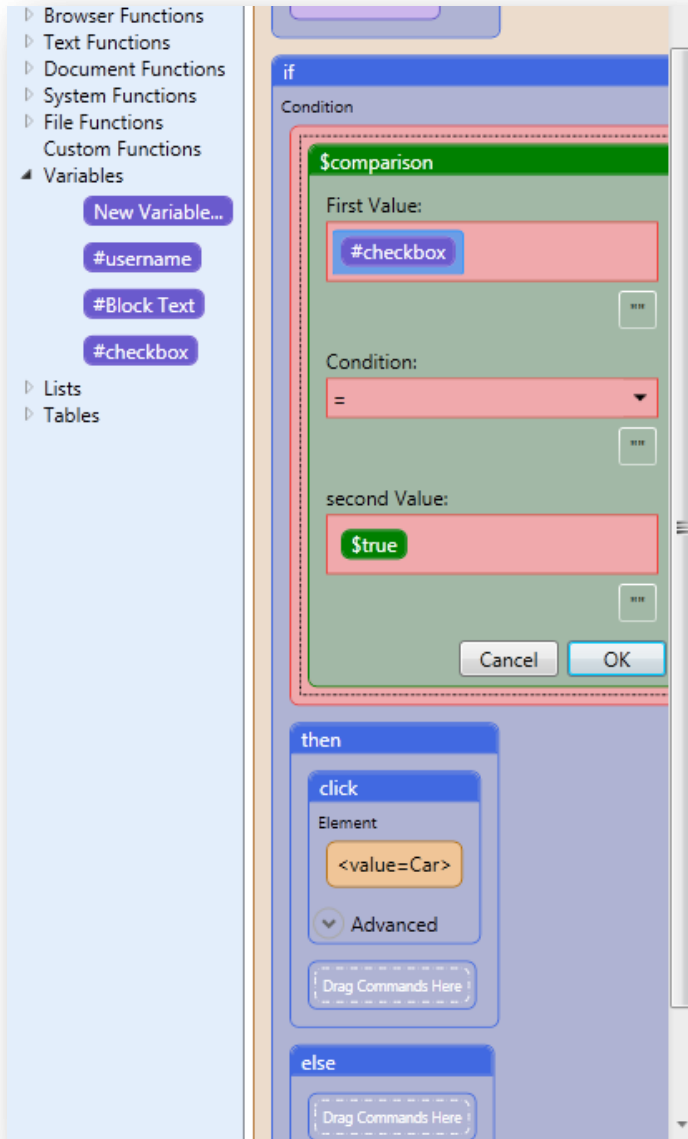 Browser Functions
Text Functions
Document Functions
System Functions
File Functions
Custom Functions
Variables
New Variable...
#username
#Block Text
#checkbox
Lists
Tables
if
Condition
$comparison
First Value:
#checkbox
""
Condition:
=
""
second Value:
$true
""
Cancel OK
then
click
Element
<value=Car>
Advanced
Drag Commands Here
else
Drag Commands Here